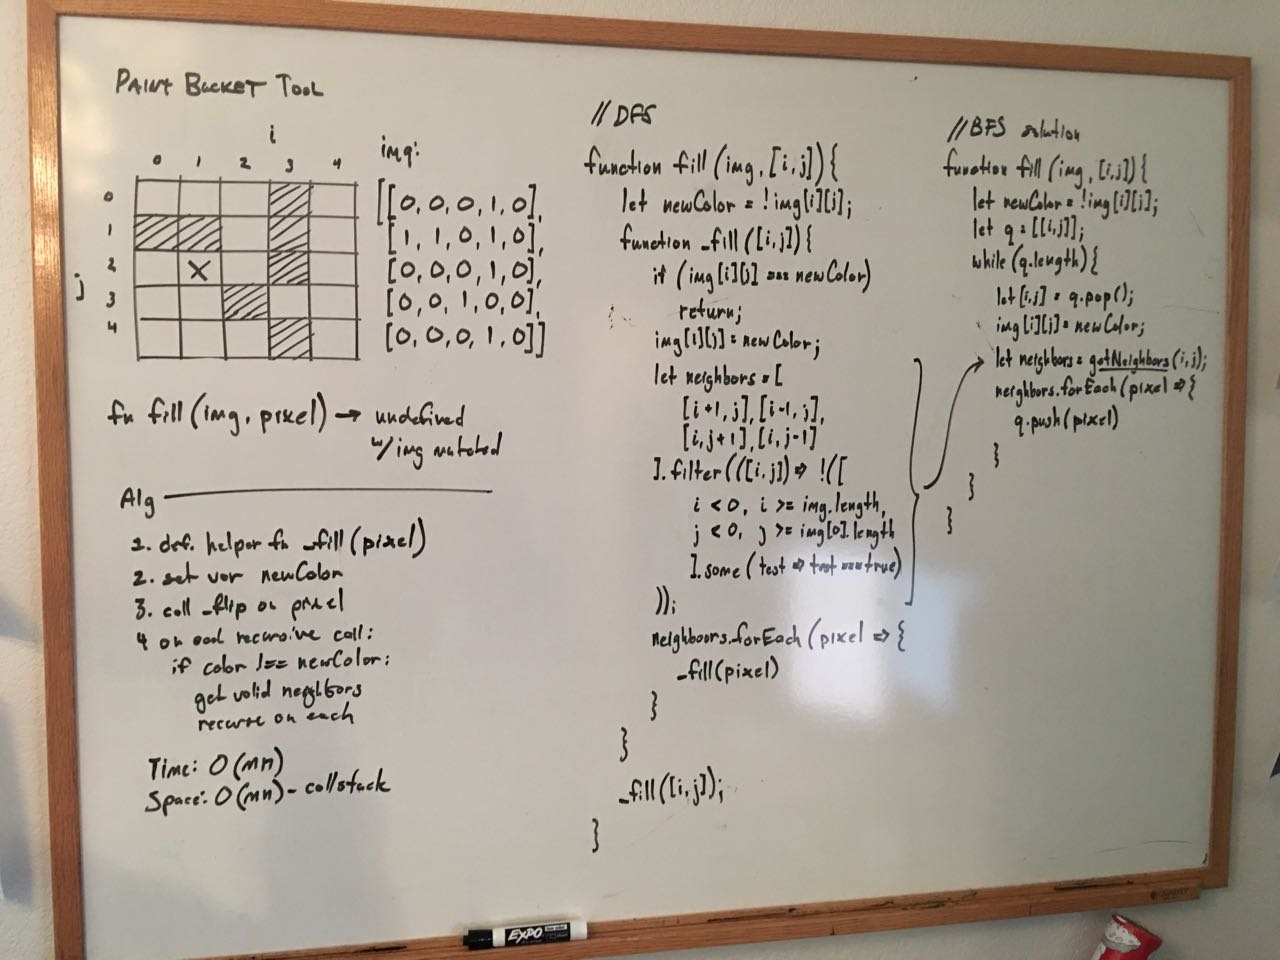 PAINT BUCKET TOOL
i
0 1 2 3 4
img:
0
1
2
3
4
j
X
[[0,0,0,1,0],
[1,1,0,1,0],
[0,0,0,1,0],
[0,0,1,0,0],
[0,0,0,1,0]]
fn fill(img, pixel) → undefined
w/ img mutated
Alg
1. def. helper fn _fill(pixel)
2. set var newColor
3. call _flip on pixel
4 on each recursive call:
if color !== newColor:
get valid neighbors
recurse on each
Time: O(mn)
Space: O(mn) - callstack
// DFS
function fill(img, [i,j]){
let newColor = !img[i][j];
function _fill([i,j]){
if (img[i][j] === newColor)
return;
img[i][j] = newColor;
let neighbors = [
[i+1, j], [i-1, j],
[i, j+1], [i, j-1]
].filter(([i,j]) => !([
i < 0, i >= img.length,
j < 0, j >= img[0].length
].some(test => test === true)
));
neighbors.forEach(pixel => {
_fill(pixel)
}
}
_fill([i,j]);
}
// BFS solution
function fill(img, [i,j]){
let newColor = !img[i][j];
let q = [[i,j]];
while (q.length){
let [i,j] = q.pop();
img[i][j] = newColor;
let neighbors = getNeighbors(i,j);
neighbors.forEach(pixel => {
q.push(pixel)
}
}
}
EXPO